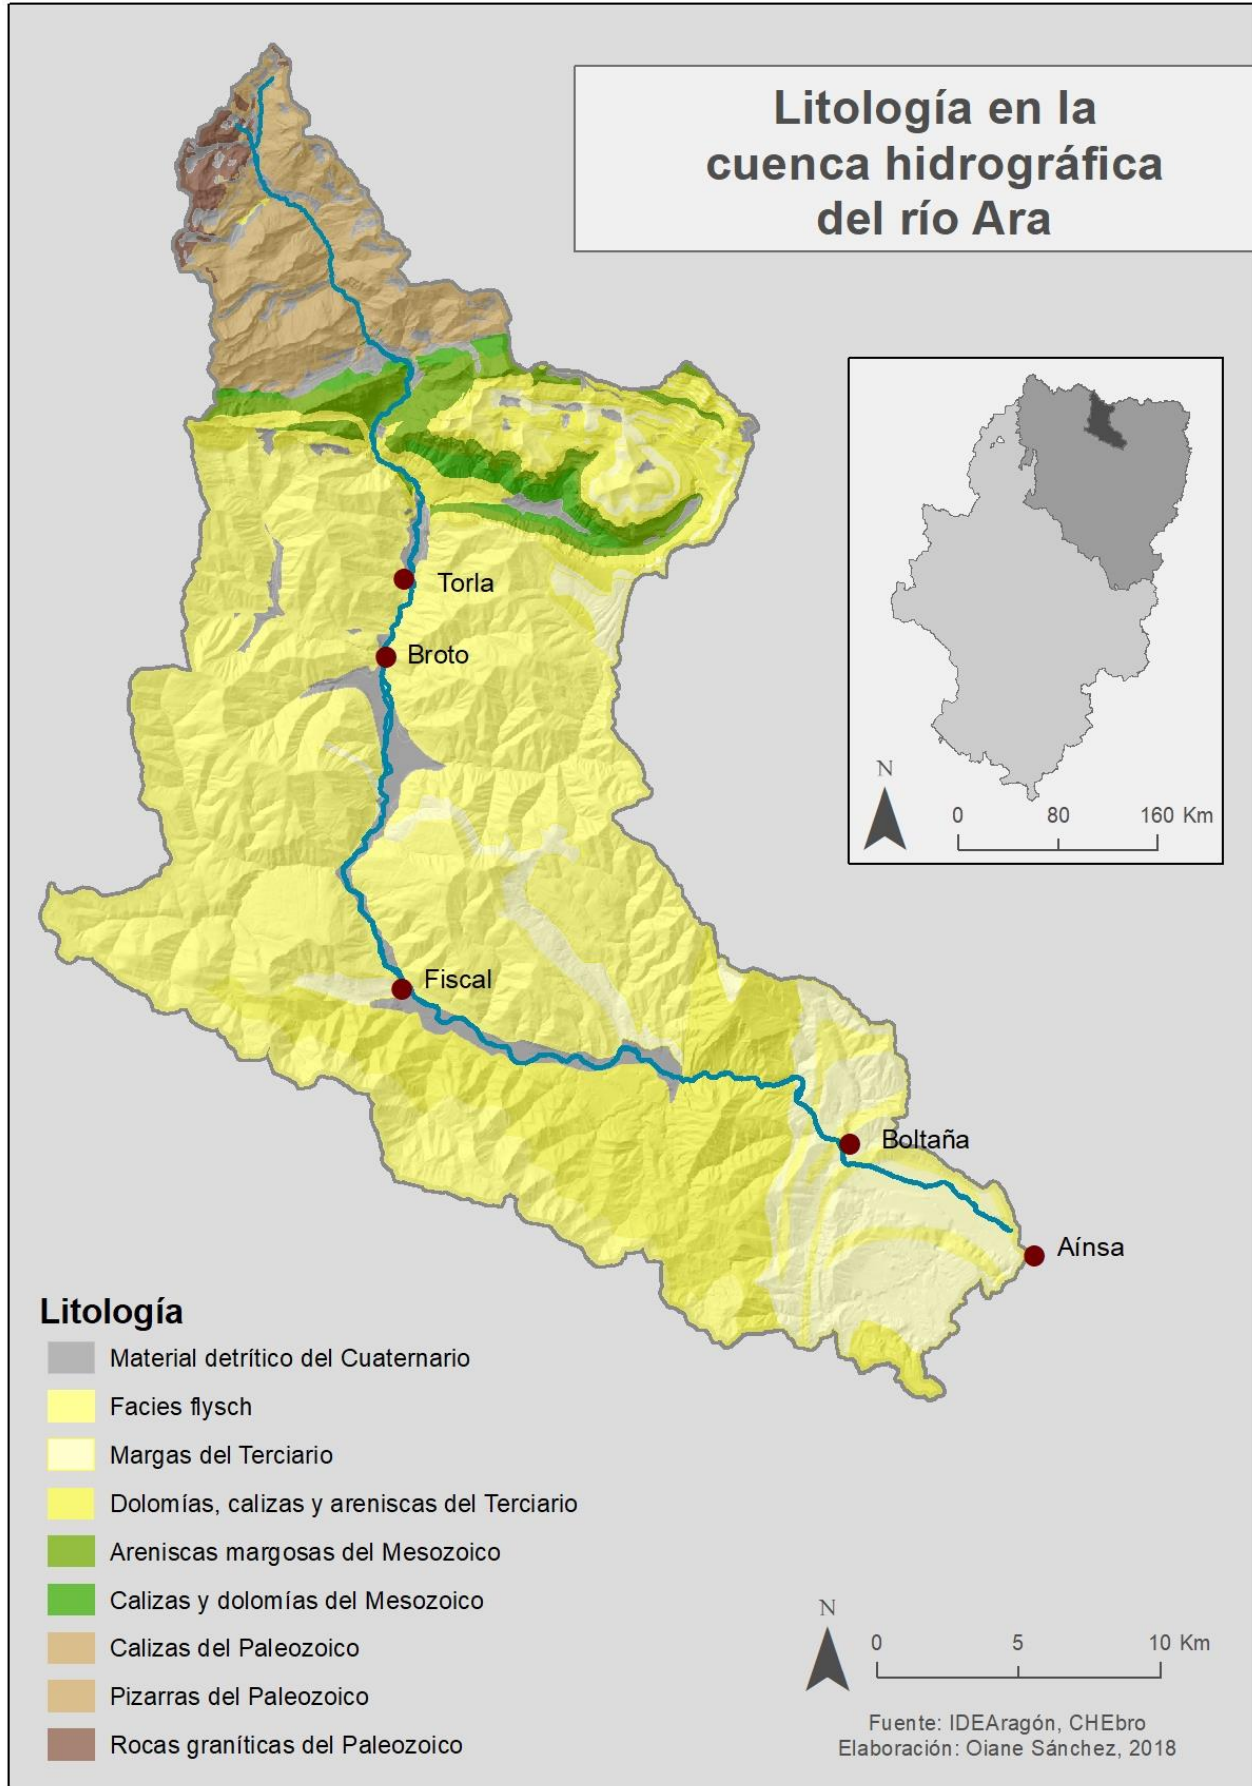 Litología en la
cuenca hidrográfica
del río Ara
N
0 80 160 Km
Torla
Broto
Fiscal
Boltaña
Aínsa
Litología
Material detrítico del Cuaternario
Facies flysch
Margas del Terciario
Dolomías, calizas y areniscas del Terciario
Areniscas margosas del Mesozoico
Calizas y dolomías del Mesozoico
Calizas del Paleozoico
Pizarras del Paleozoico
Rocas graníticas del Paleozoico
N
0 5 10 Km
Fuente: IDEAragón, CHEbro
Elaboración: Oiane Sánchez, 2018